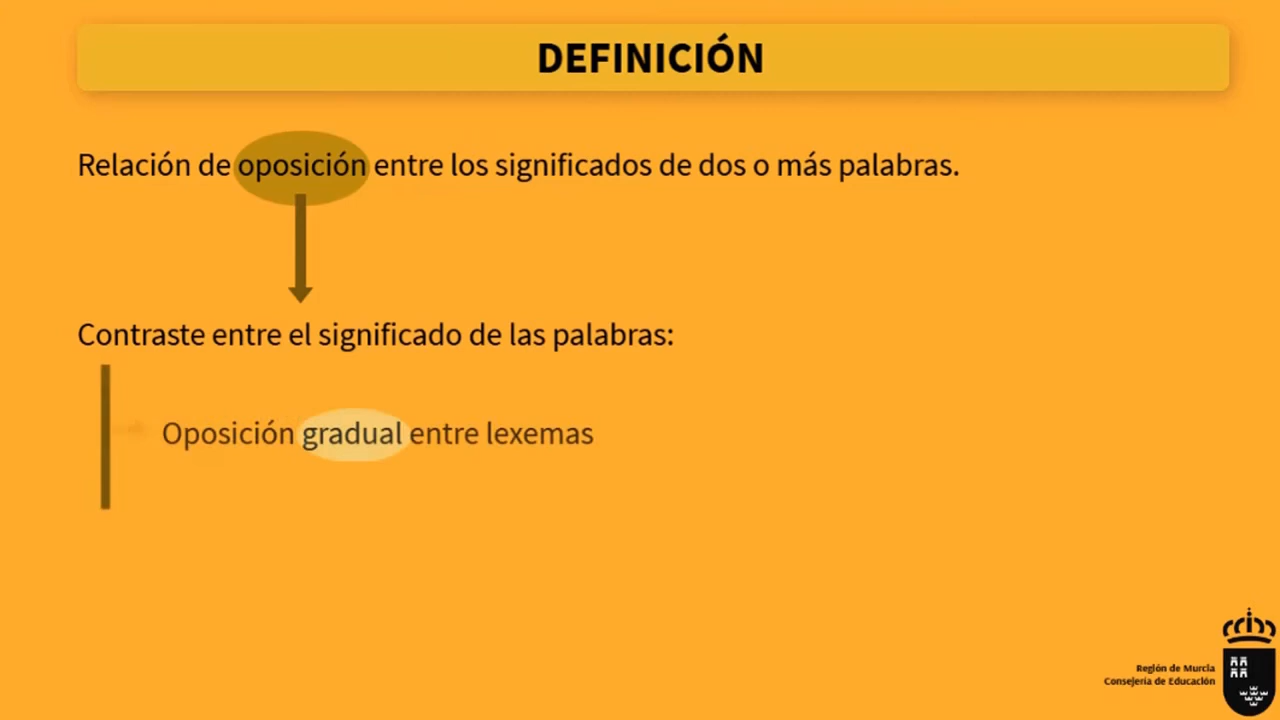 DEFINICIÓN
Relación de oposición entre los significados de dos o más palabras.
Contraste entre el significado de las palabras:
Oposición gradual entre lexemas
Región de Murcia
Consejería de Educación